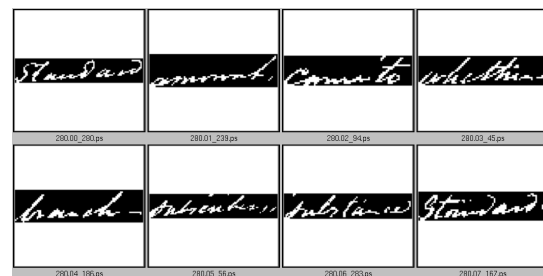 Standard amount, Come to whether
280.00_280.ps 280.01_239.ps 280.02_94.ps 280.03_45.ps
branch- substance Standard
280.04_186.ps 280.05_56.ps 280.06_283.ps 280.07_167.ps